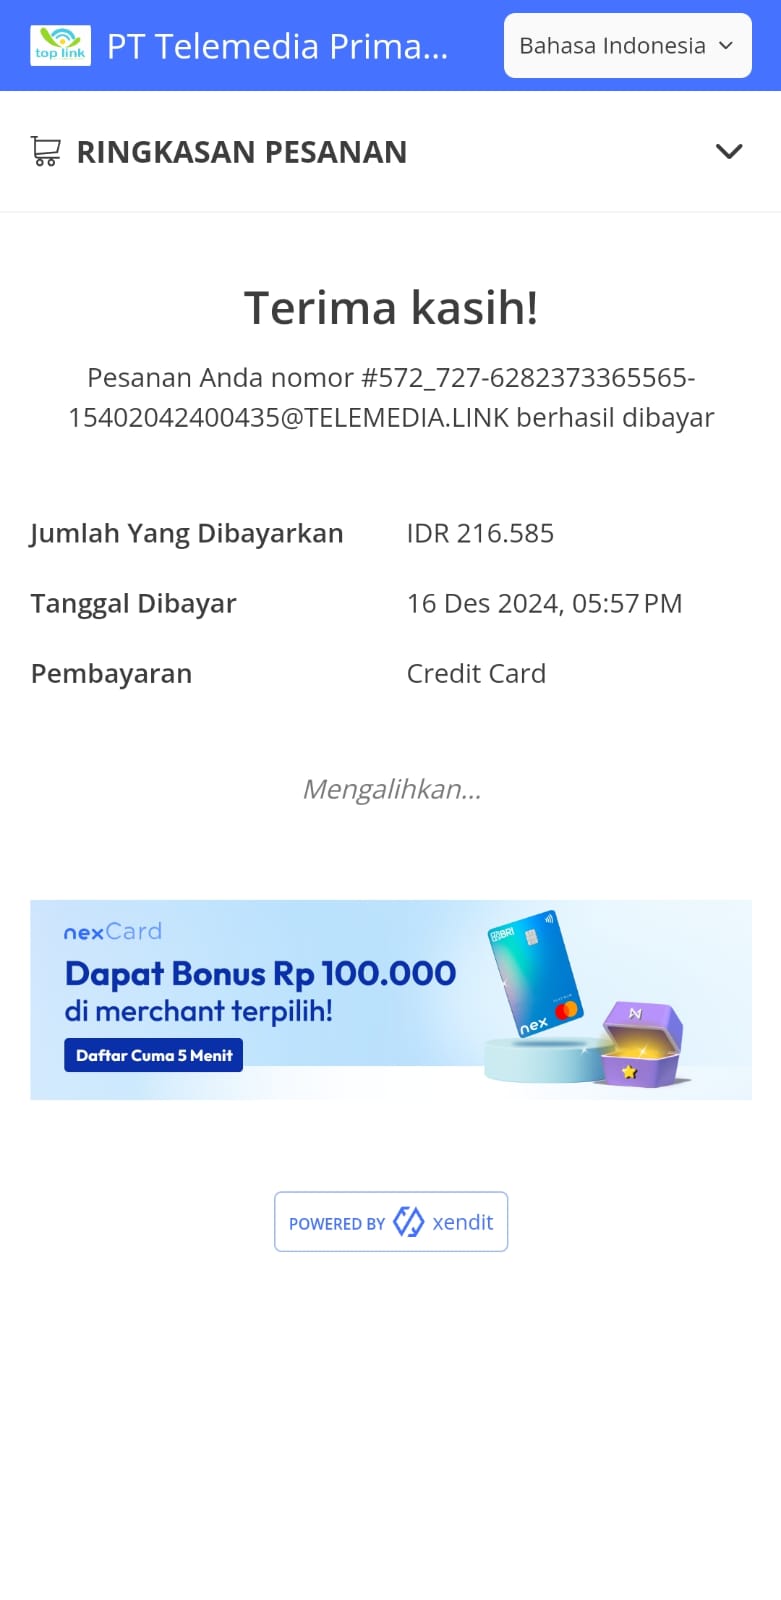 top link
PT Telemedia Prima...
Bahasa Indonesia
RINGKASAN PESANAN
Terima kasih!
Pesanan Anda nomor #572_727-6282373365565-
15402042400435@TELEMEDIA.LINK berhasil dibayar
Jumlah Yang Dibayarkan IDR 216.585
Tanggal Dibayar 16 Des 2024, 05:57 PM
Pembayaran Credit Card
Mengalihkan...
nexCard
Dapat Bonus Rp 100.000
di merchant terpilih!
Daftar Cuma 5 Menit
BRI
nex
POWERED BY xendit